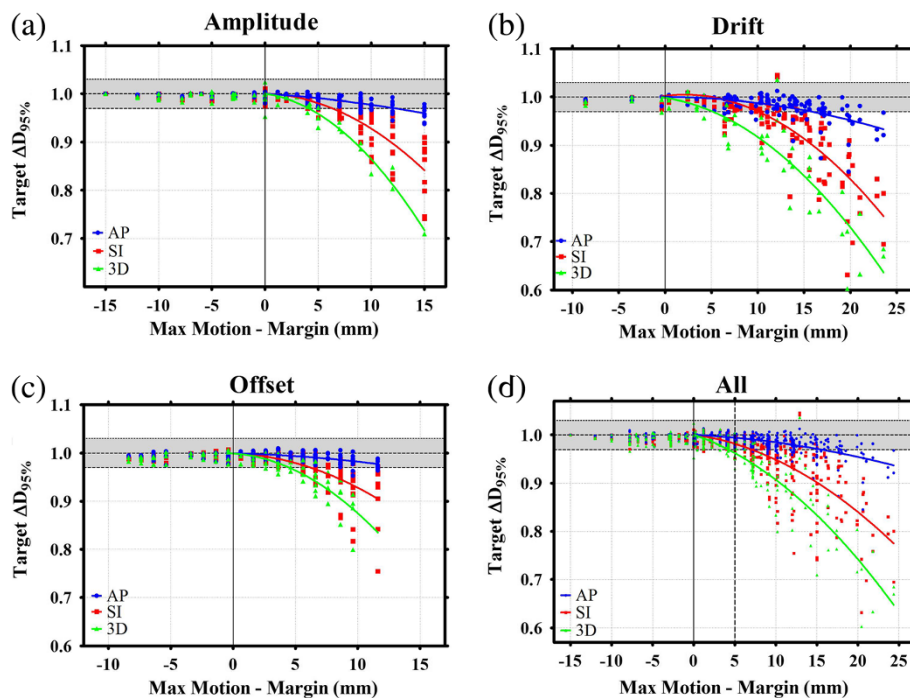 (a) Amplitude
1.1
1.0
0.9
0.8
0.7
Target ΔD95%
AP
SI
3D
-15 -10 -5 0 5 10 15
Max Motion - Margin (mm)
(b) Drift
1.1
1.0
0.9
0.8
0.7
0.6
Target ΔD95%
AP
SI
3D
-10 -5 0 5 10 15 20 25
Max Motion - Margin (mm)
(c) Offset
1.1
1.0
0.9
0.8
0.7
0.6
Target ΔD95%
AP
SI
3D
-10 -5 0 5 10 15
Max Motion - Margin (mm)
(d) All
1.1
1.0
0.9
0.8
0.7
0.6
Target ΔD95%
AP
SI
3D
-15 -10 -5 0 5 10 15 20 25
Max Motion - Margin (mm)